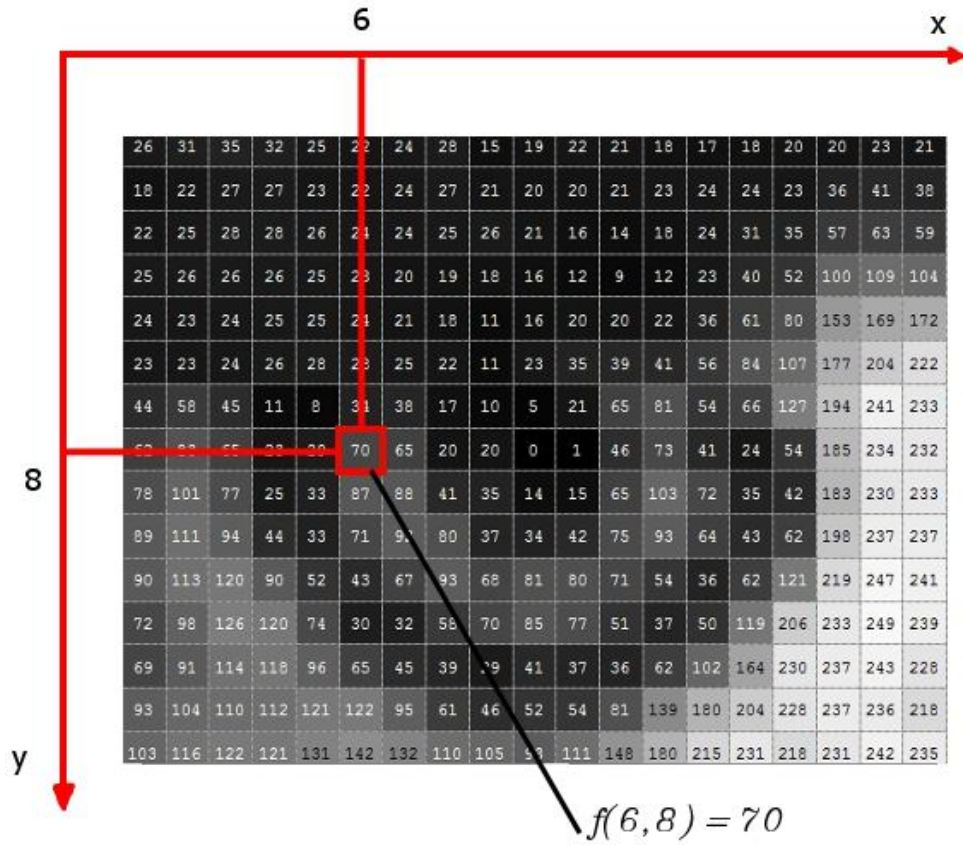 6
x
26 31 35 32 25 22 24 28 15 19 22 21 18 17 18 20 20 23 21
18 22 27 27 23 22 24 27 21 20 20 21 23 24 24 23 36 41 38
22 25 28 28 26 24 24 25 26 21 16 14 18 24 31 35 57 63 59
25 26 26 26 25 23 20 19 18 16 12 9 12 23 40 52 100 109 104
24 23 24 25 25 24 21 18 11 16 20 20 22 36 61 80 153 169 172
23 23 24 26 28 28 25 22 11 23 35 39 41 56 84 107 177 204 222
44 58 45 11 8 34 38 17 10 5 21 65 81 54 66 127 194 241 233
70 65 20 20 0 1 46 73 41 24 54 185 234 232
8
78 101 77 25 33 87 88 41 35 14 15 65 103 72 35 42 183 230 233
89 111 94 44 33 71 80 37 34 42 75 93 64 43 62 198 237 237
90 113 120 90 52 43 67 93 68 81 80 71 54 36 62 121 219 247 241
72 98 126 120 74 30 32 58 70 85 77 51 37 50 119 206 233 249 239
69 91 114 118 96 65 45 39 41 37 36 62 102 164 230 237 243 228
93 104 110 112 121 122 95 61 46 52 54 81 139 180 204 228 237 236 218
y
103 116 122 121 131 142 132 110 105 111 148 180 215 231 218 231 242 235
f(6,8) = 70